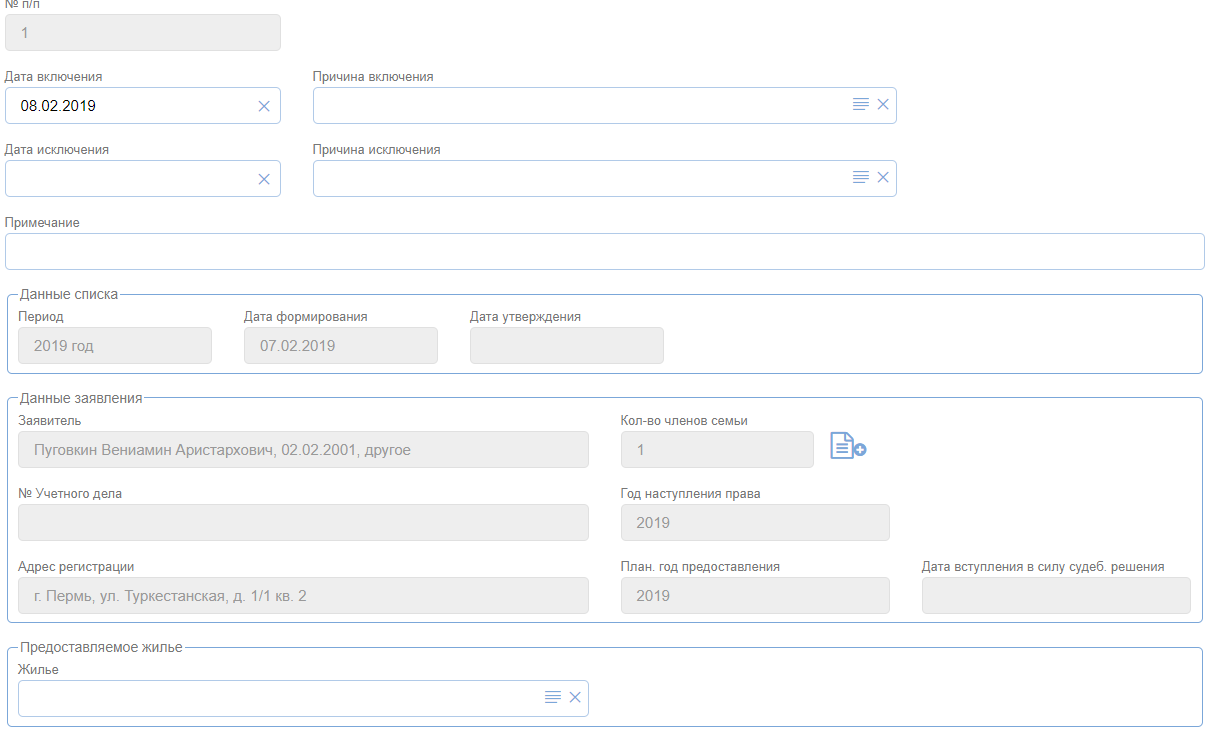 № п/п
1
Дата включения Причина включения
08.02.2019
Дата исключения Причина исключения
Примечание
Данные списка
Период Дата формирования Дата утверждения
2019 год 07.02.2019
Данные заявления
Заявитель Кол-во членов семьи
Пуговкин Вениамин Аристархович, 02.02.2001, другое 1
№ Учетного дела Год наступления права
2019
Адрес регистрации План. год предоставления Дата вступления в силу судеб. решения
г. Пермь, ул. Туркестанская, д. 1/1 кв. 2 2019
Предоставляемое жилье
Жилье